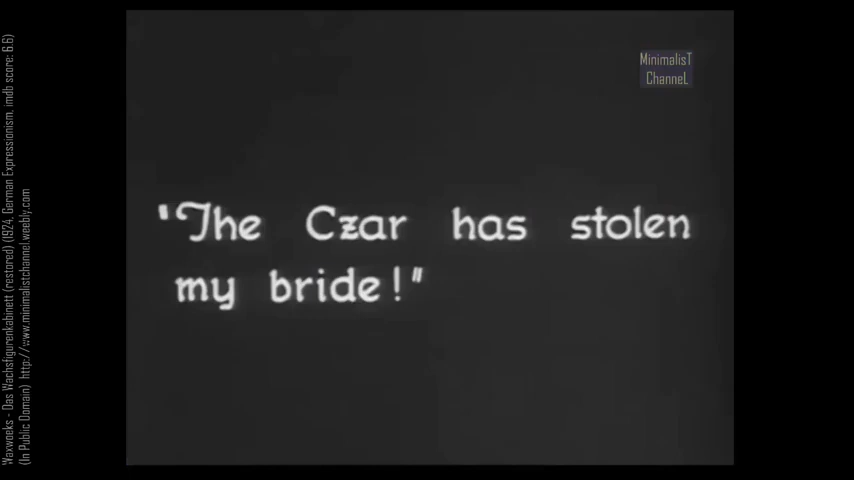 "The Czar has stolen
my bride!"
MinimalisT
ChanneL
Waxwoeks - Das Wachsfigurenkabinett (restored) (1924, German Expressionism, imdb score: 6.6)
(In Public Domain) http://www.minimalistchannel.weebly.com